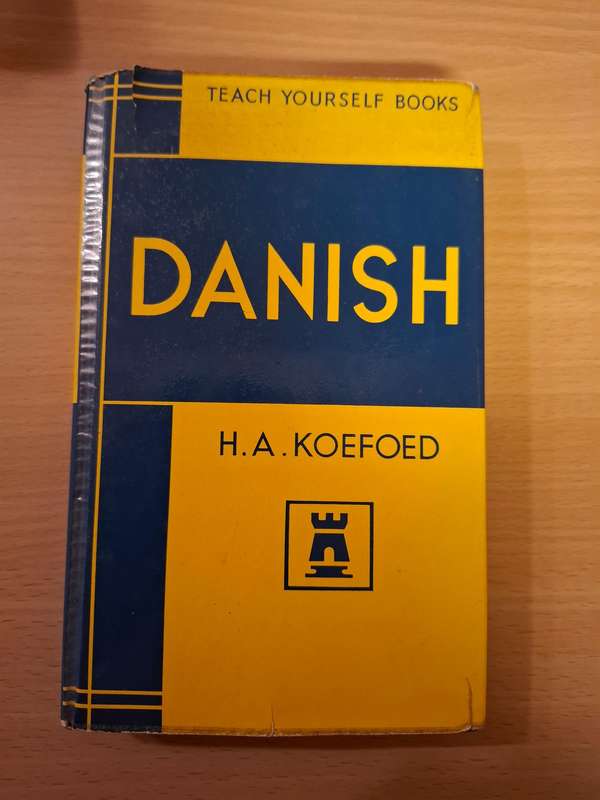 TEACH YOURSELF BOOKS
DANISH
H. A. KOEFOED